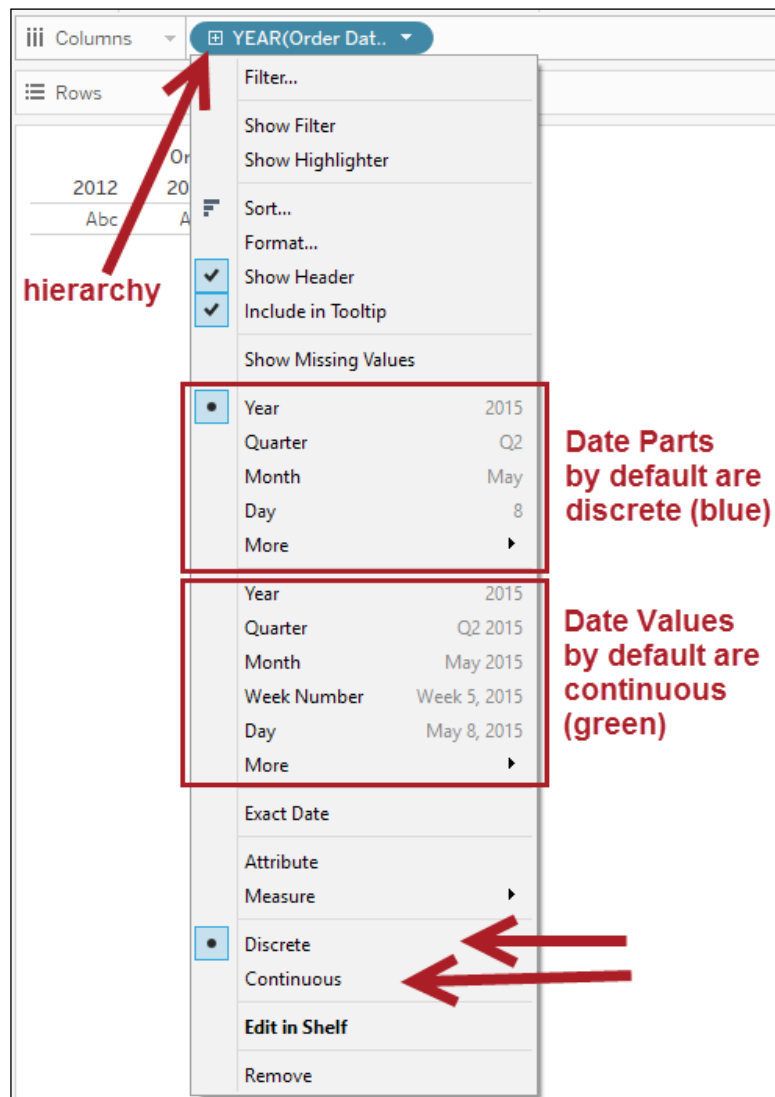 Columns
YEAR(Order Dat..
Filter...
Rows
Show Filter
Or
Show Highlighter
2012 20
Sort...
Abc A
Format...
Show Header
hierarchy
Include in Tooltip
Show Missing Values
Year 2015
Quarter Q2
Month May
Day 8
More
Date Parts
by default are
discrete (blue)
Year 2015
Quarter Q2 2015
Month May 2015
Week Number Week 5, 2015
Day May 8, 2015
More
Date Values
by default are
continuous
(green)
Exact Date
Attribute
Measure
Discrete
Continuous
Edit in Shelf
Remove